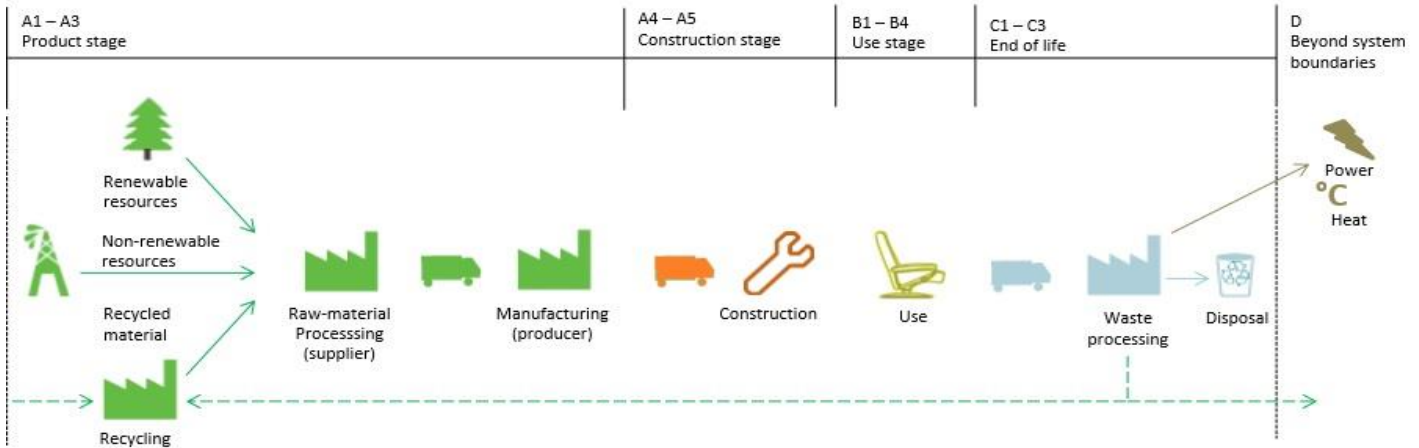 A1 – A3
Product stage
A4 – A5
Construction stage
B1 – B4
Use stage
C1 – C3
End of life
D
Beyond system
boundaries
Renewable
resources
Non-renewable
resources
Recycled
material
Recycling
Raw-material
Processsing
(supplier)
Manufacturing
(producer)
Construction
Use
Waste
processing
Disposal
Power
°C
Heat